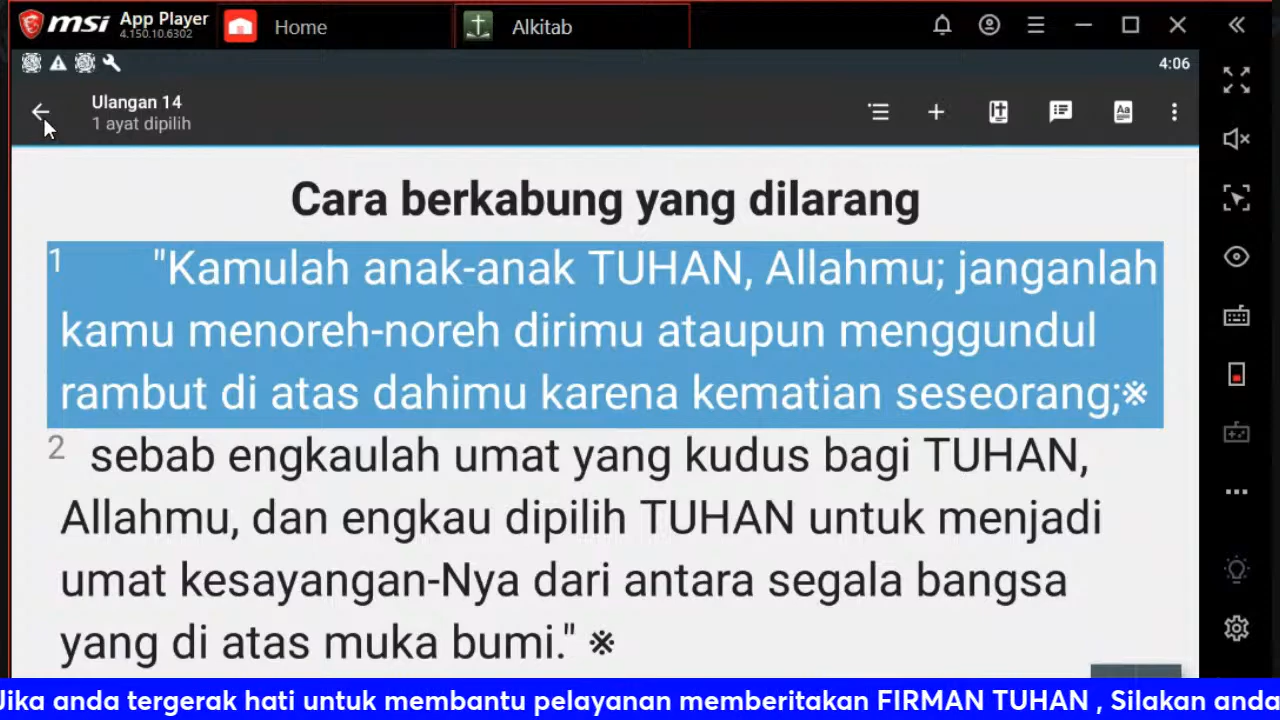 msi App Player
4.150.10.6302
Home
Alkitab
4:06
Ulangan 14
1 ayat dipilih
Aa
Cara berkabung yang dilarang
1 "Kamulah anak-anak TUHAN, Allahmu; janganlah
kamu menoreh-noreh dirimu ataupun menggundul
rambut di atas dahimu karena kematian seseorang;※
2 sebab engkaulah umat yang kudus bagi TUHAN,
Allahmu, dan engkau dipilih TUHAN untuk menjadi
umat kesayangan-Nya dari antara segala bangsa
yang di atas muka bumi." ※
Jika anda tergerak hati untuk membantu pelayanan memberitakan FIRMAN TUHAN , Silakan anda